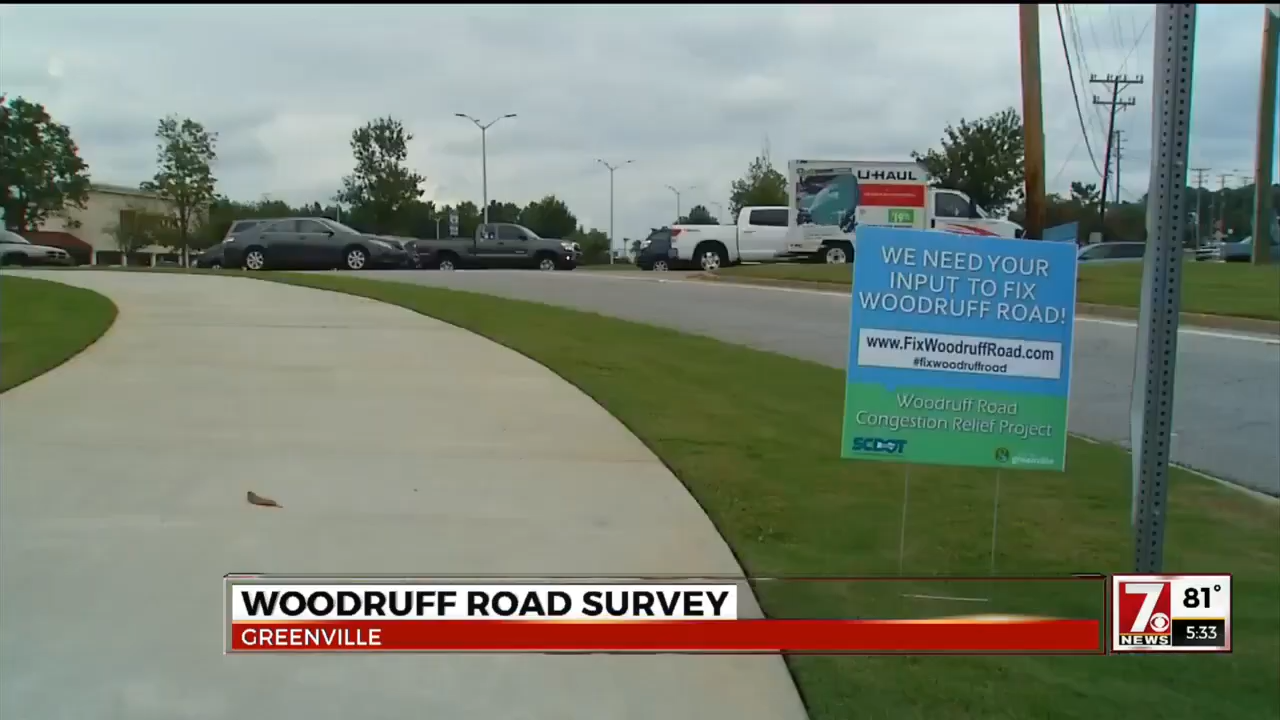 U-HAUL
WE NEED YOUR
INPUT TO FIX
WOODRUFF ROAD!
www.FixWoodruffRoad.com
#fixwoodruffroad
Woodruff Road
Congestion Relief Project
SCDOT
greenville
WOODRUFF ROAD SURVEY
GREENVILLE
7
NEWS
81°
5:33